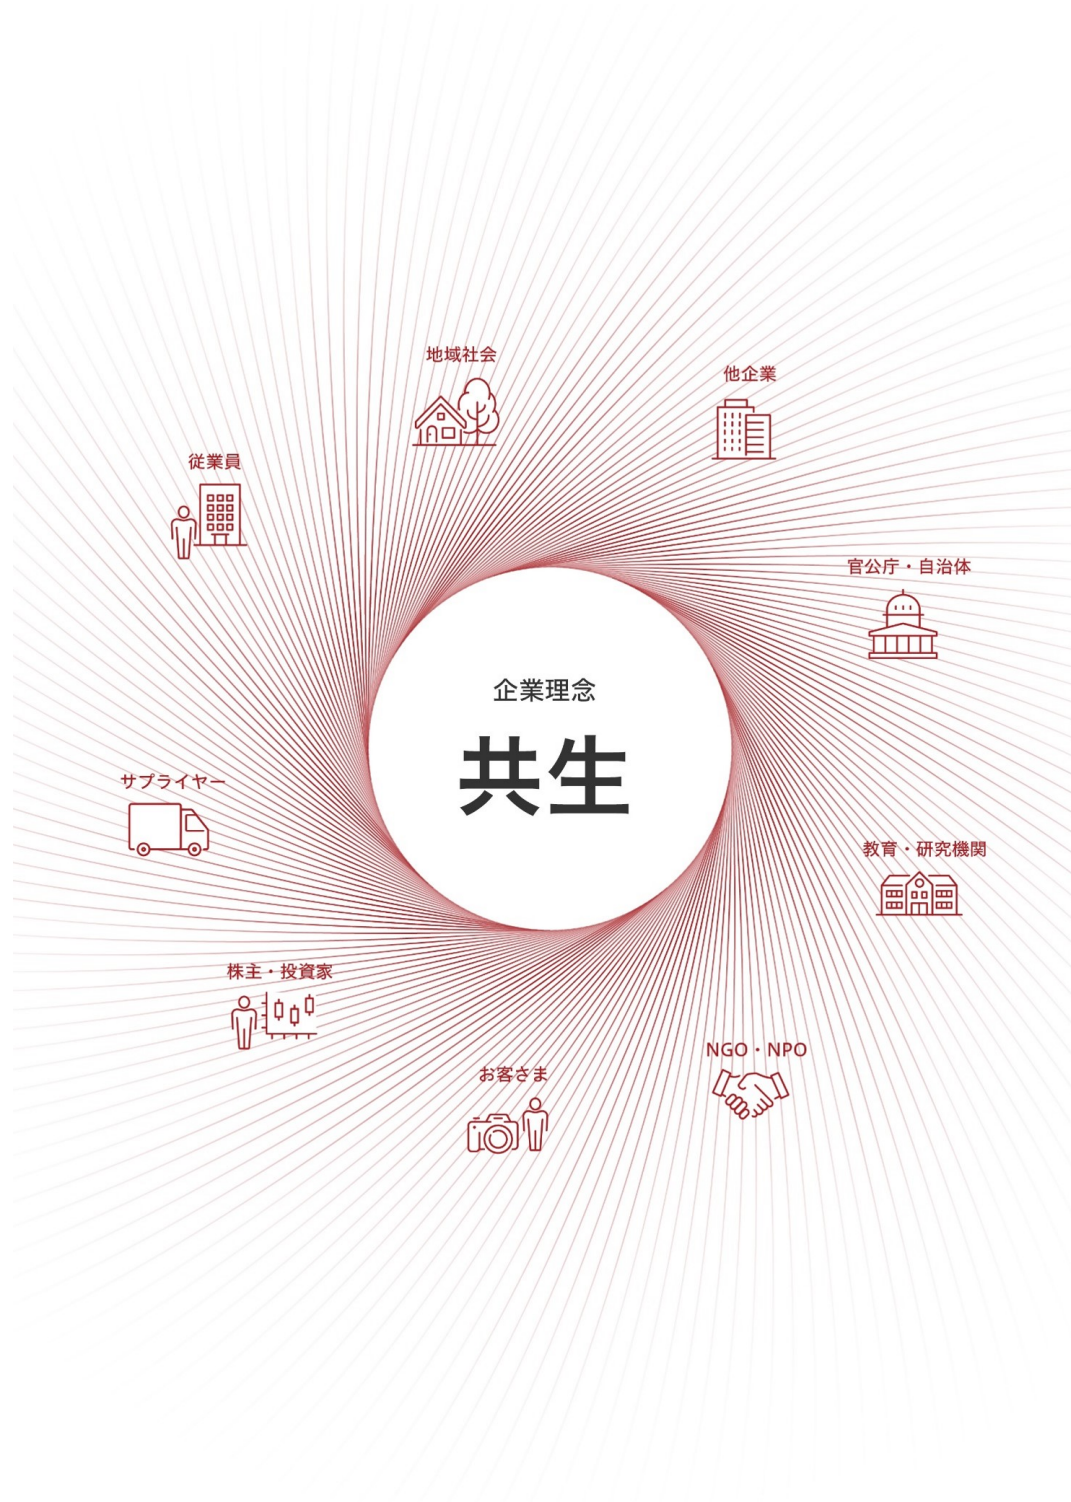 地域社会
他企業
従業員
官公庁・自治体
企業理念
共生
サプライヤー
教育・研究機関
株主・投資家
NGO・NPO
お客さま